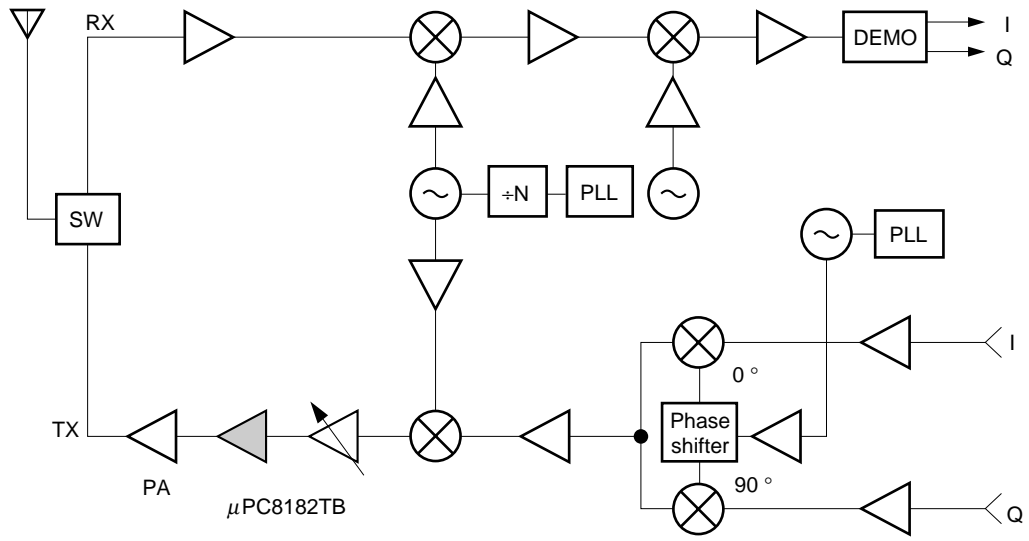 RX
DEMO
I
Q
SW
÷N
PLL
PLL
I
0 °
TX
Phase
shifter
PA
90 °
µPC8182TB
Q